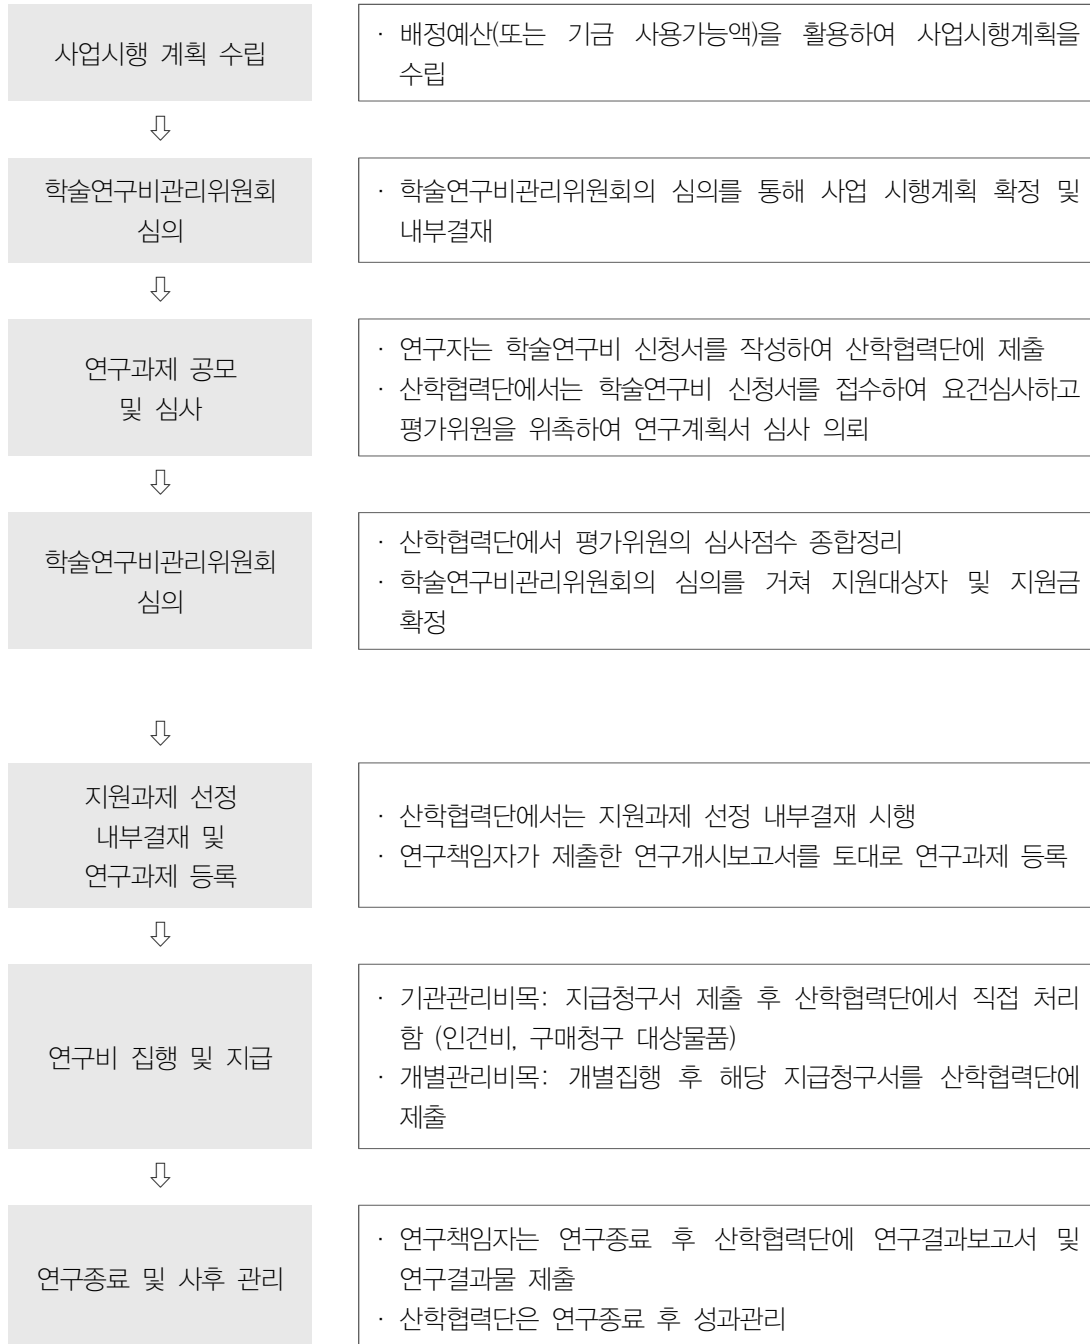 사업시행 계획 수립
· 배정예산(또는 기금 사용가능액)을 활용하여 사업시행계획을
수립
⇩
학술연구비관리위원회
심의
· 학술연구비관리위원회의 심의를 통해 사업 시행계획 확정 및
내부결재
⇩
연구과제 공모
및 심사
· 연구자는 학술연구비 신청서를 작성하여 산학협력단에 제출
· 산학협력단에서는 학술연구비 신청서를 접수하여 요건심사하고
평가위원을 위촉하여 연구계획서 심사 의뢰
⇩
학술연구비관리위원회
심의
· 산학협력단에서 평가위원의 심사점수 종합정리
· 학술연구비관리위원회의 심의를 거쳐 지원대상자 및 지원금
확정
⇩
지원과제 선정
내부결재 및
연구과제 등록
· 산학협력단에서는 지원과제 선정 내부결재 시행
· 연구책임자가 제출한 연구개시보고서를 토대로 연구과제 등록
⇩
연구비 집행 및 지급
· 기관관리비목: 지급청구서 제출 후 산학협력단에서 직접 처리
함 (인건비, 구매청구 대상물품)
· 개별관리비목: 개별집행 후 해당 지급청구서를 산학협력단에
제출
⇩
연구종료 및 사후 관리
· 연구책임자는 연구종료 후 산학협력단에 연구결과보고서 및
연구결과물 제출
· 산학협력단은 연구종료 후 성과관리